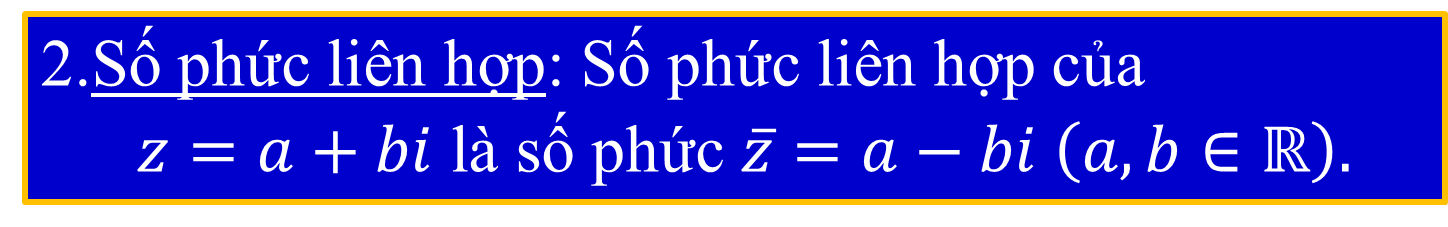 2.Số phức liên hợp: Số phức liên hợp của
z = a + bi là số phức z̄ = a − bi (a, b ∈ ℝ).